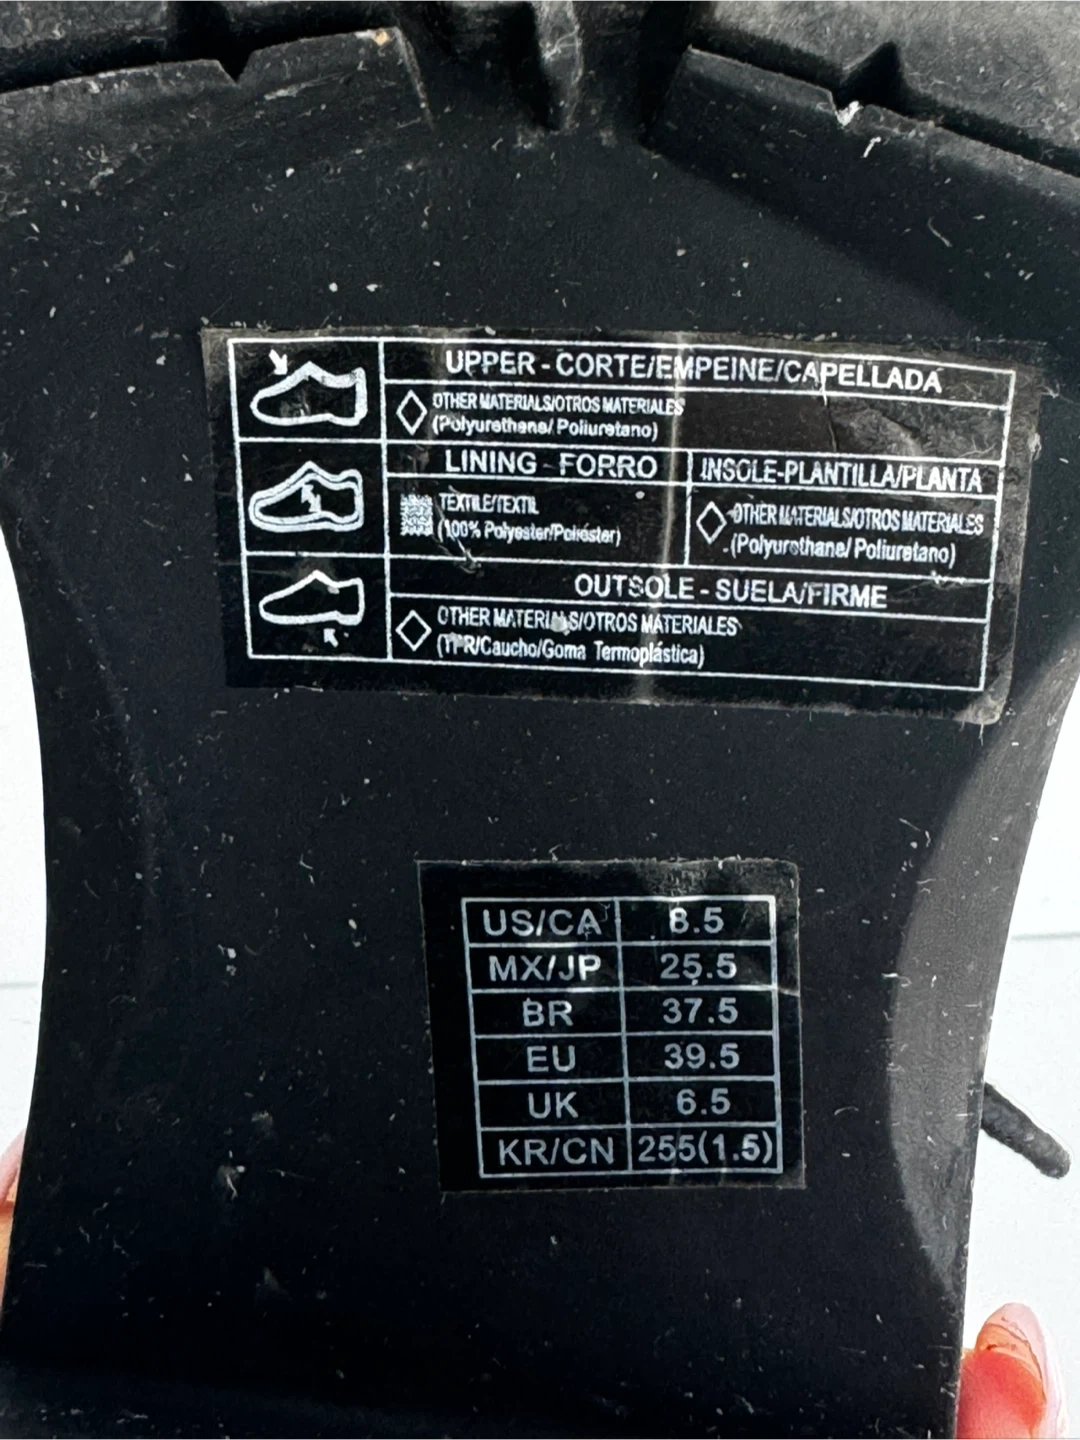 UPPER - CORTE/EMPEINE/CAPELLADA
OTHER MATERIALS/OTROS MATERIALES
(Polyurethane/ Poliuretano)
LINING - FORRO
TEXTILE/TEXTIL
(100% Polyester/Poliéster)
INSOLE-PLANTILLA/PLANTA
OTHER MATERIALS/OTROS MATERIALES
(Polyurethane/ Poliuretano)
OUTSOLE - SUELA/FIRME
OTHER MATERIALS/OTROS MATERIALES
(TPR/Caucho/Goma Termoplástica)
US/CA 8.5
MX/JP 25.5
BR 37.5
EU 39.5
UK 6.5
KR/CN 255(1.5)